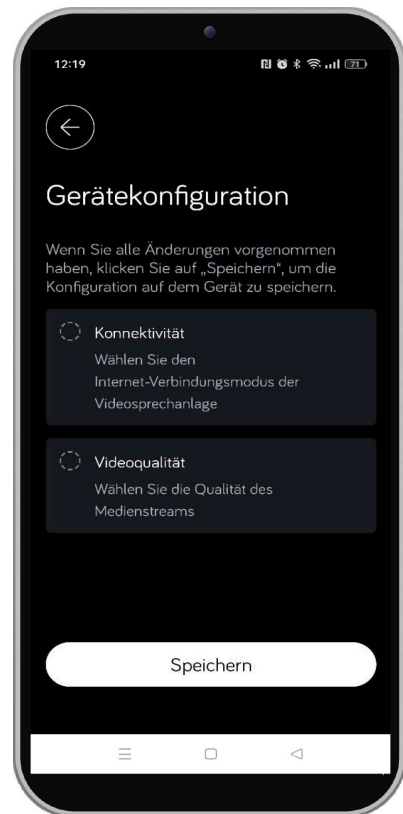 12:19
71
Gerätekonfiguration
Wenn Sie alle Änderungen vorgenommen
haben, klicken Sie auf „Speichern“, um die
Konfiguration auf dem Gerät zu speichern.
Konnektivität
Wählen Sie den
Internet-Verbindungsmodus der
Videosprechanlage
Videoqualität
Wählen Sie die Qualität des
Medienstreams
Speichern